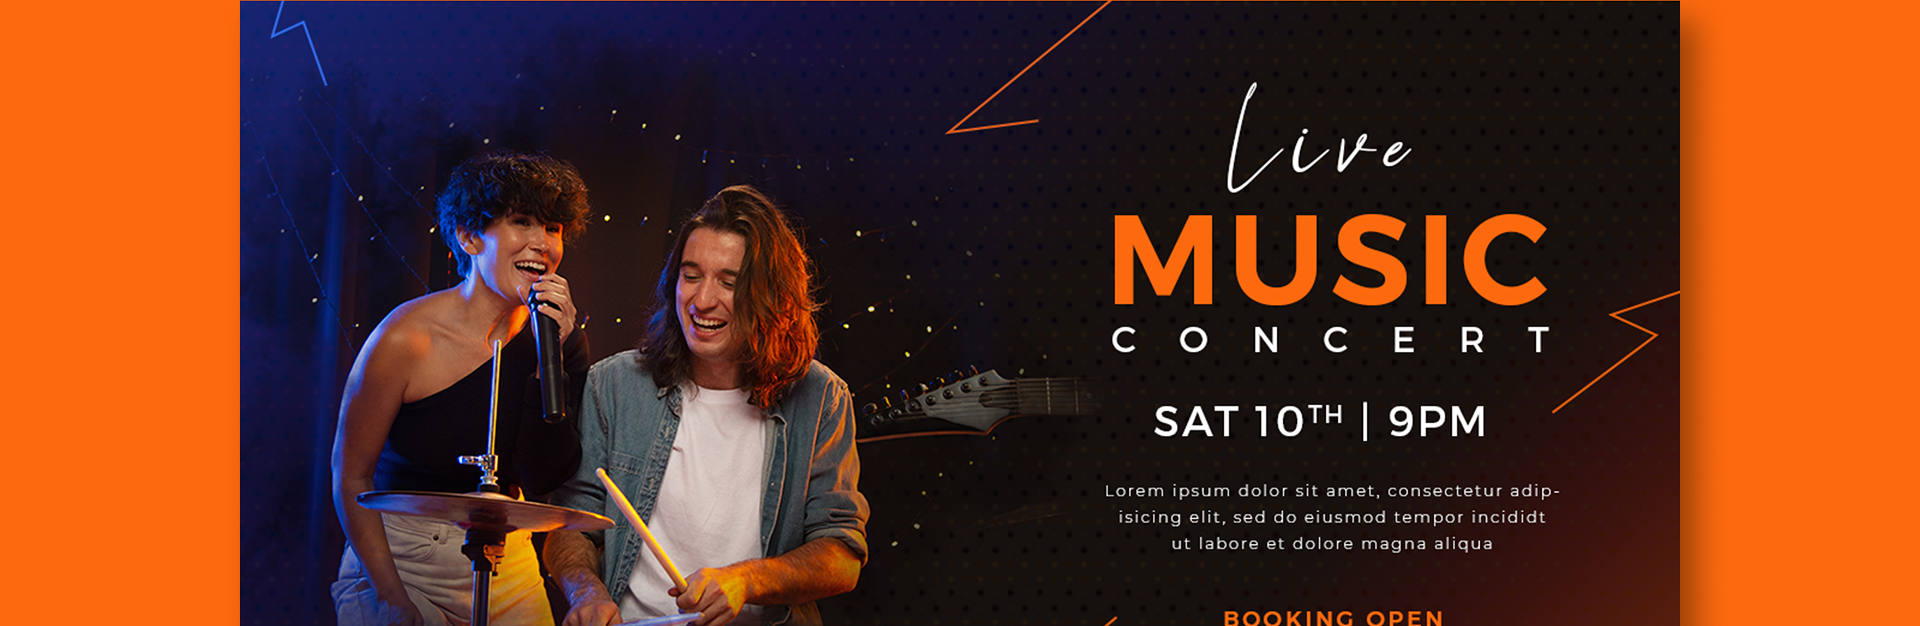 Live
MUSIC
CONCERT
SAT 10TH | 9PM
Lorem ipsum dolor sit amet, consectetur adip-
isicing elit, sed do eiusmod tempor incididt
ut labore et dolore magna aliqua
BOOKING OPEN